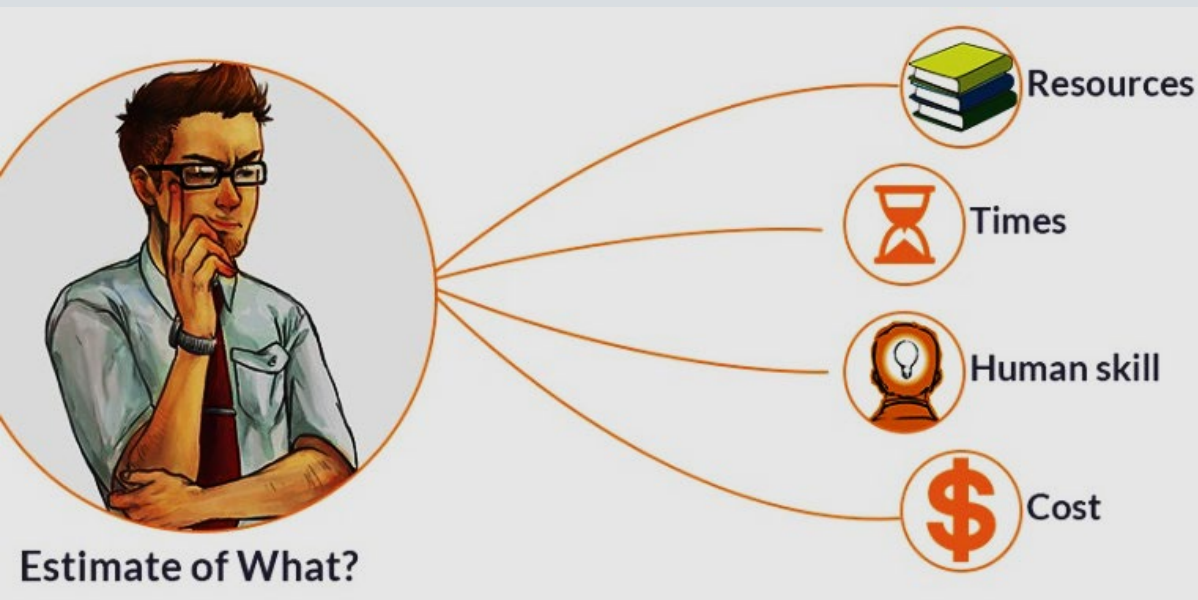 Resources
Times
Human skill
Cost
Estimate of What?